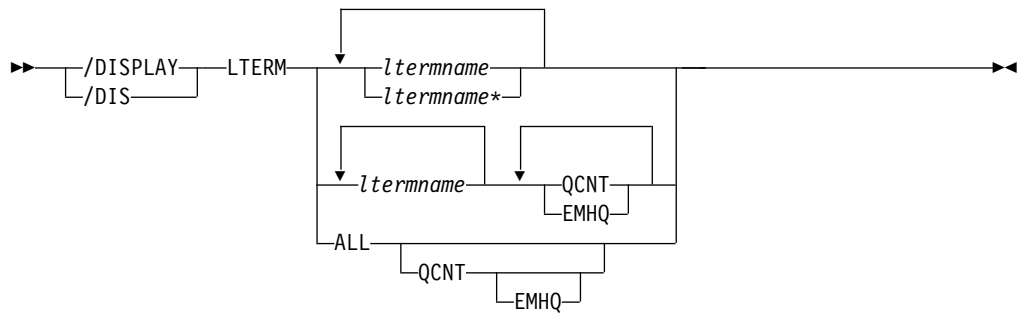 /DISPLAY LTERM ltermname
/DIS ltermname*
ltermname QCNT
EMHQ
ALL
QCNT
EMHQ